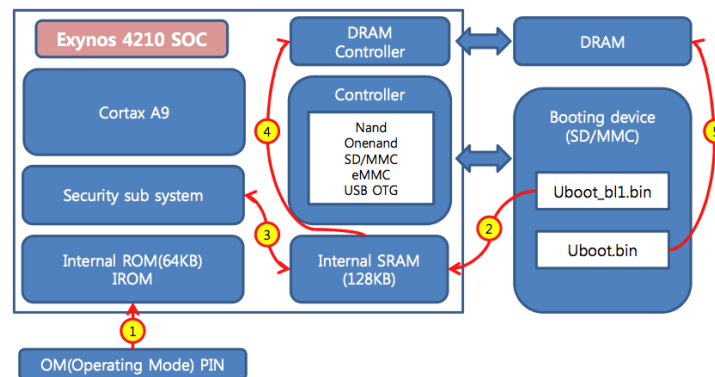 Exynos 4210 SOC
DRAM
Controller
DRAM
Cortax A9
Controller
Nand
Onenand
SD/MMC
eMMC
USB OTG
Booting device
(SD/MMC)
4
5
Security sub system
Uboot_bl1.bin
2
3
Uboot.bin
Internal ROM(64KB)
IROM
Internal SRAM
(128KB)
1
OM(Operating Mode) PIN